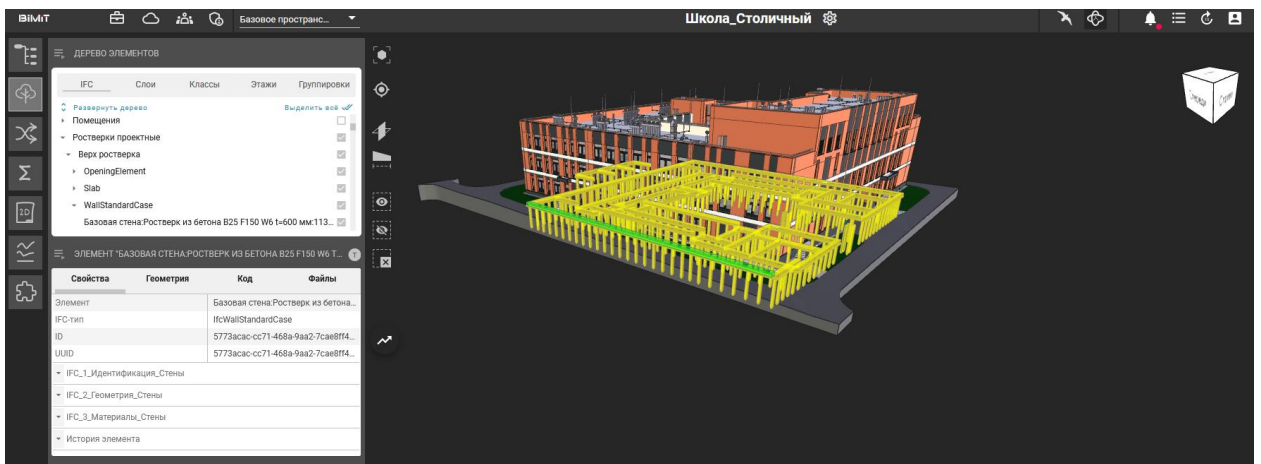 BIMIT Базовое пространс... Школа_Столичный
ДЕРЕВО ЭЛЕМЕНТОВ
IFC Слои Классы Этажи Группировки
Развернуть дерево Выделить всё
Помещения
Ростверки проектные
Верх ростверка
OpeningElement
Slab
WallStandardCase
Базовая стена:Ростверк из бетона B25 F150 W6 t=600 мм:113...
ЭЛЕМЕНТ "БАЗОВАЯ СТЕНА:РОСТВЕРК ИЗ БЕТОНА B25 F150 W6 T...
Свойства Геометрия Код Файлы
Элемент Базовая стена:Ростверк из бетона...
IFC-тип IfcWallStandardCase
ID 5773acac-cc71-468a-9aa2-7cae8ff4...
UUID 5773acac-cc71-468a-9aa2-7cae8ff4...
IFC_1_Идентификация_Стены
IFC_2_Геометрия_Стены
IFC_3_Материалы_Стены
История элемента
2D